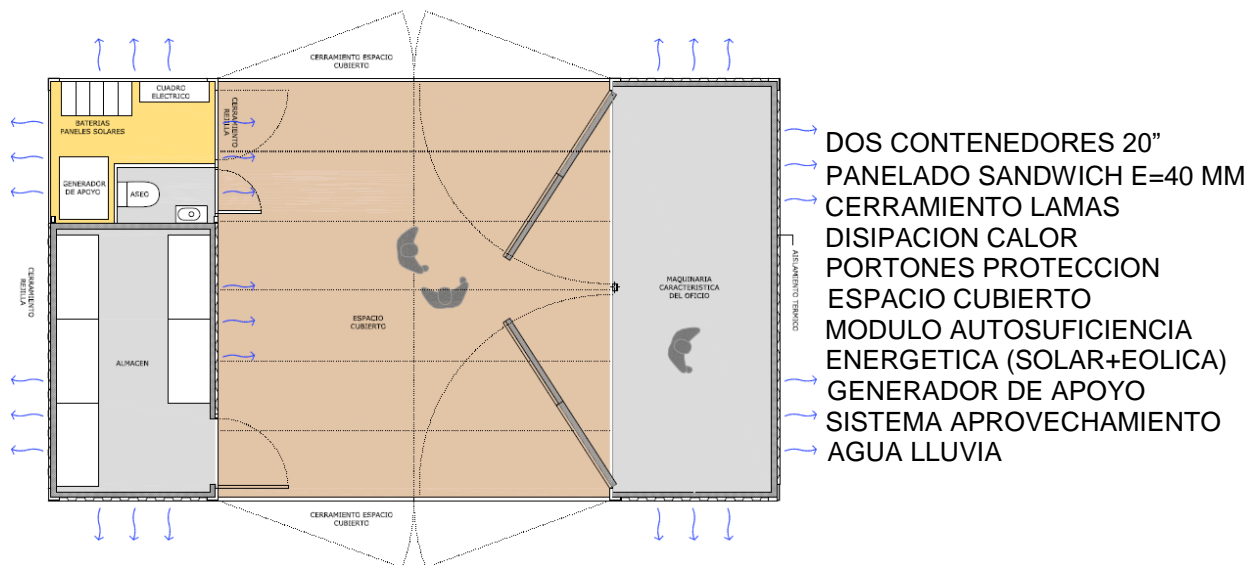 CERRAMIENTO ESPACIO
CUBIERTO
CUADRO
ELECTRICO
BATERIAS
PANELES SOLARES
CERRAMIENTO
REJILLA
GENERADOR
DE APOYO
ASEO
CERRAMIENTO
REJILLA
ALMACEN
ESPACIO
CUBIERTO
MAQUINARIA
CARACTERISTICA
DEL OFICIO
AISLAMIENTO TERMICO
CERRAMIENTO ESPACIO
CUBIERTO
DOS CONTENEDORES 20”
PANELADO SANDWICH E=40 MM
CERRAMIENTO LAMAS
DISIPACION CALOR
PORTONES PROTECCION
ESPACIO CUBIERTO
MODULO AUTOSUFICIENCIA
ENERGETICA (SOLAR+EOLICA)
GENERADOR DE APOYO
SISTEMA APROVECHAMIENTO
AGUA LLUVIA